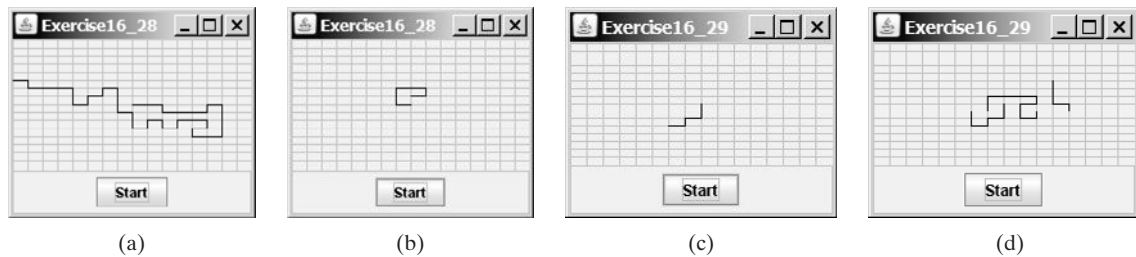 Exercise16_28
Exercise16_28
Exercise16_29
Exercise16_29
Start
Start
Start
Start
(a)
(b)
(c)
(d)